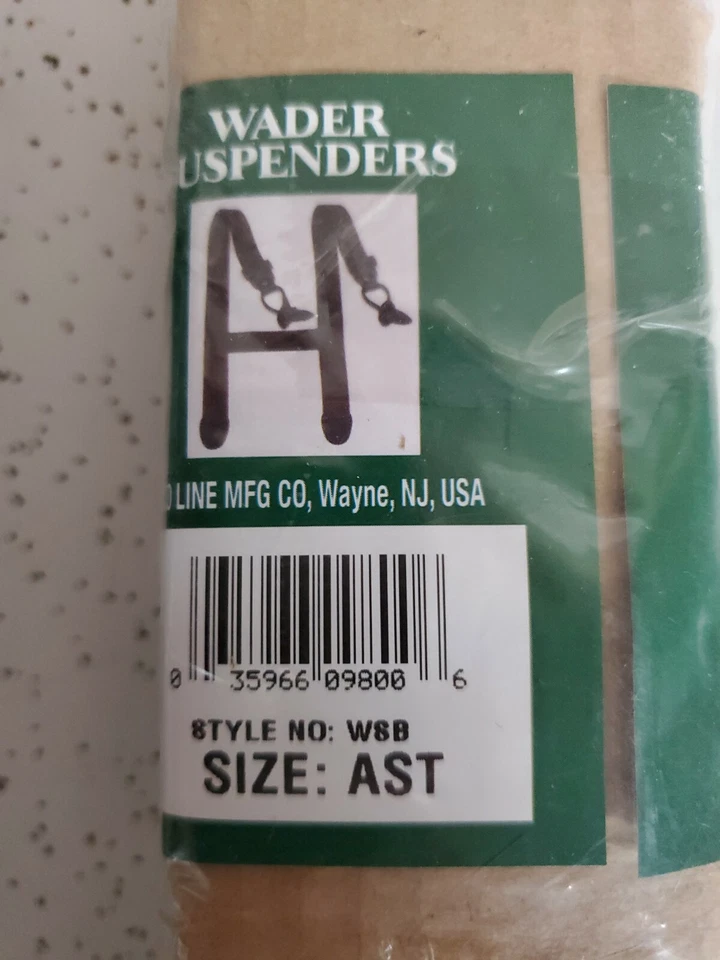 WADER
USPENDERS
LINE MFG CO, Wayne, NJ, USA
0 35966 09800 6
STYLE NO: WSB
SIZE: AST